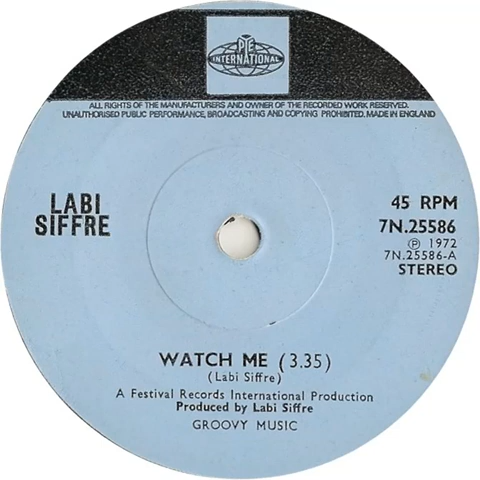 PYE
INTERNATIONAL
ALL RIGHTS OF THE MANUFACTURERS AND OWNER OF THE RECORDED WORK RESERVED.
UNAUTHORISED PUBLIC PERFORMANCE, BROADCASTING AND COPYING PROHIBITED. MADE IN ENGLAND
LABI
SIFFRE
45 RPM
7N.25586
Ⓟ 1972
7N.25586-A
STEREO
WATCH ME (3.35)
(Labi Siffre)
A Festival Records International Production
Produced by Labi Siffre
GROOVY MUSIC